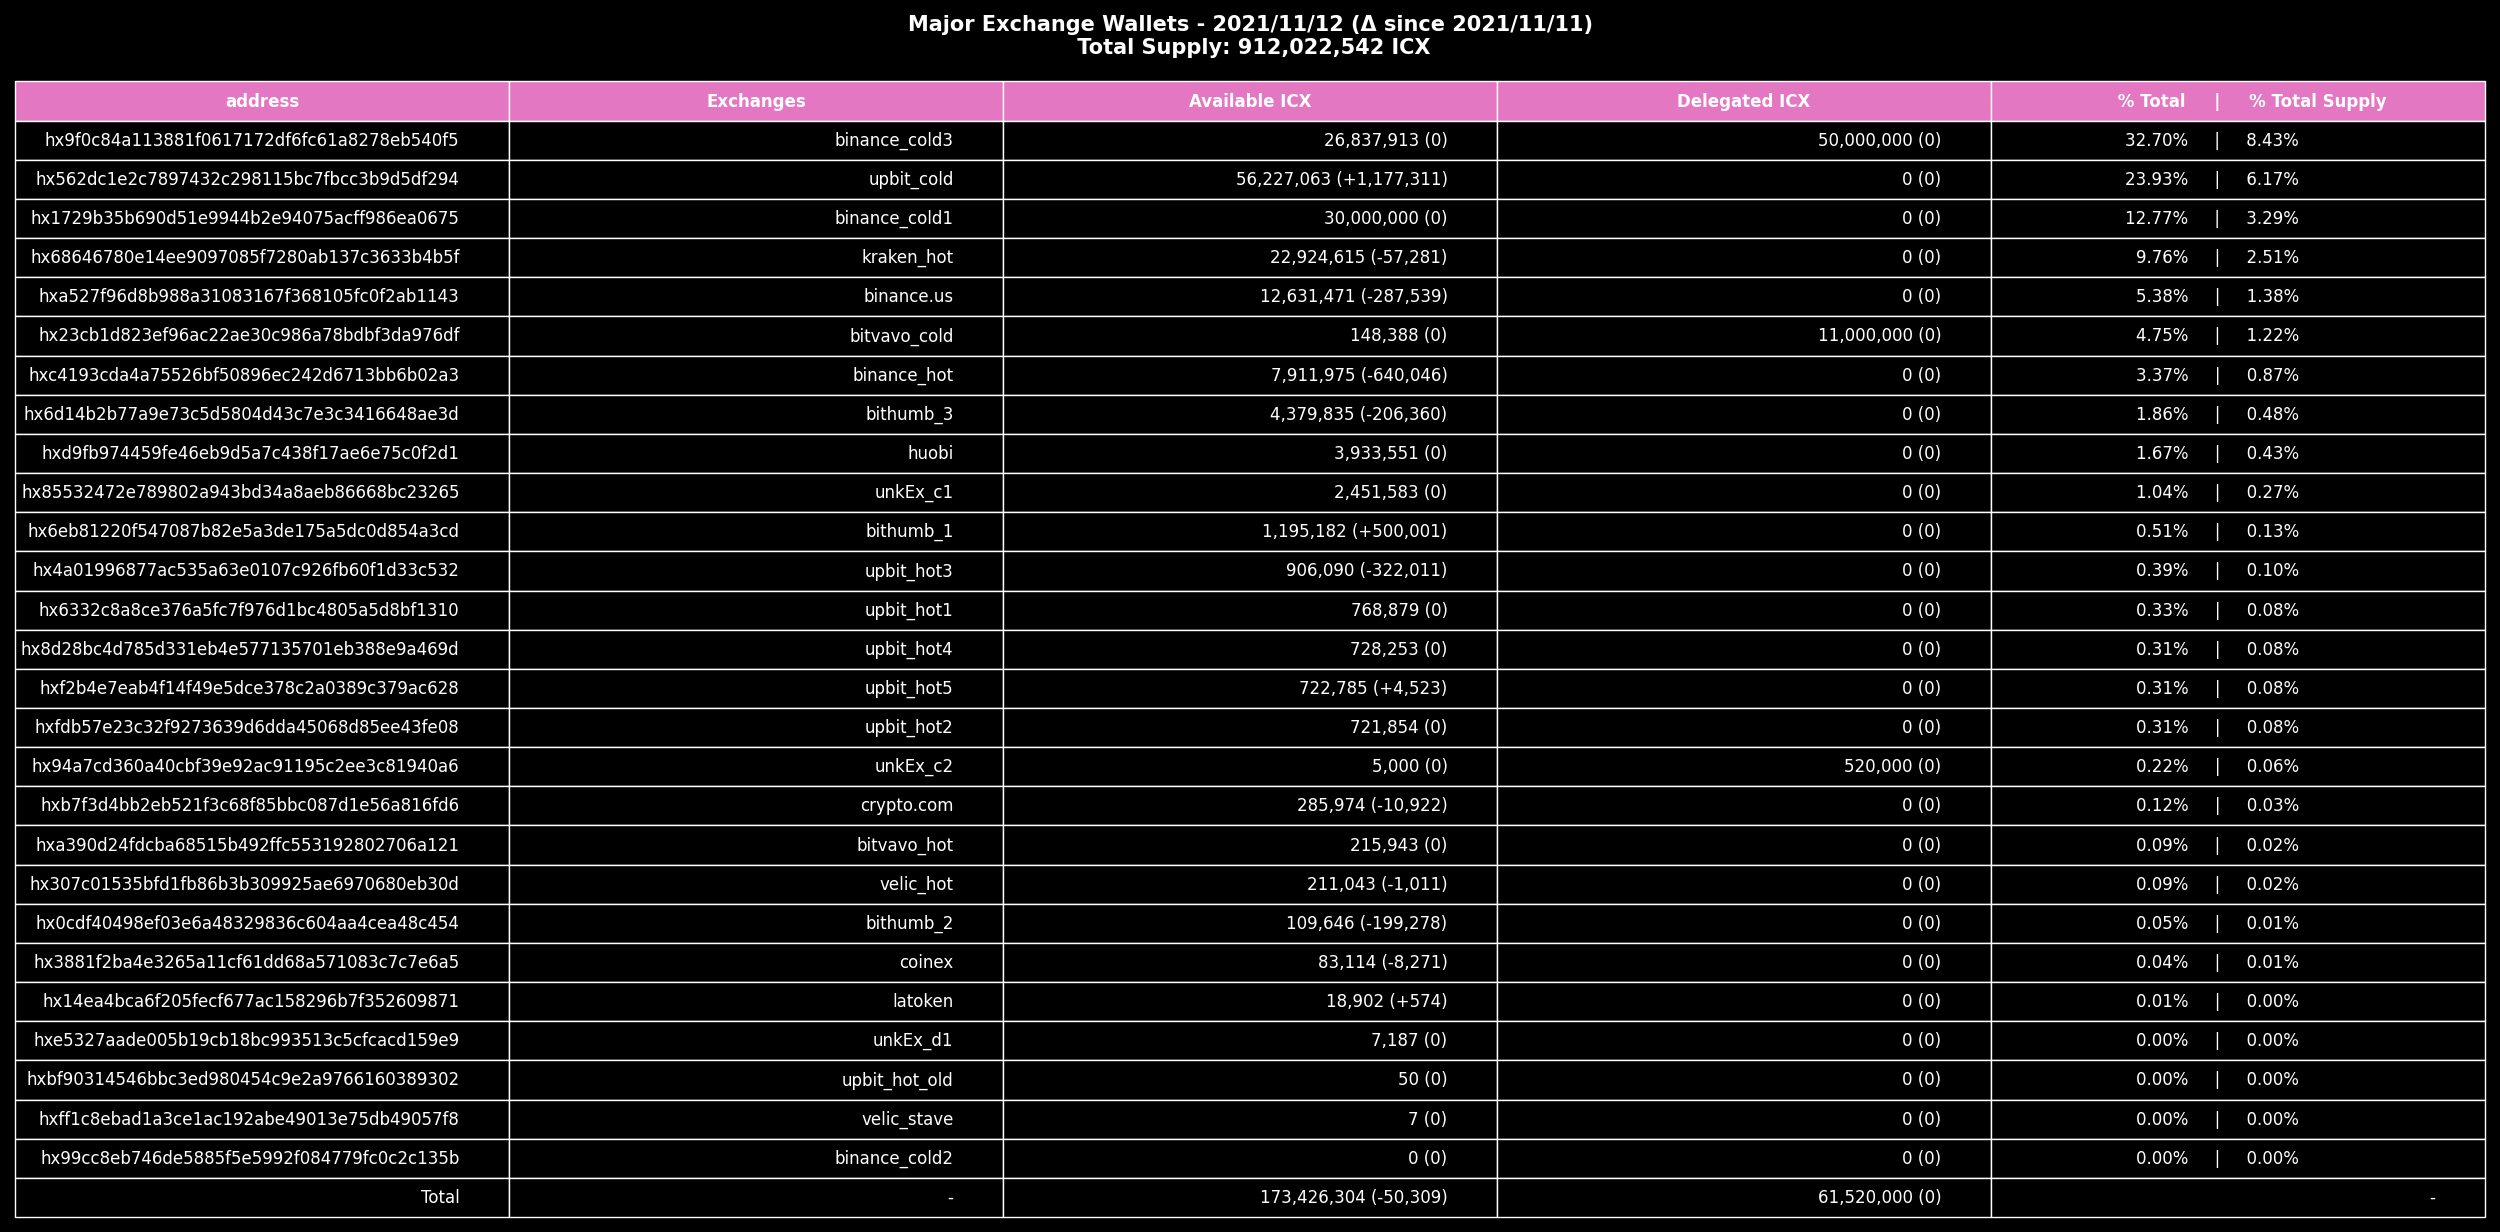 Major Exchange Wallets - 2021/11/12 (Δ since 2021/11/11)
Total Supply: 912,022,542 ICX
address Exchanges Available ICX Delegated ICX % Total | % Total Supply
hx9f0c84a113881f0617172df6fc61a8278eb540f5 binance_cold3 26,837,913 (0) 50,000,000 (0) 32.70% | 8.43%
hx562dc1e2c7897432c298115bc7fbcc3b9d5df294 upbit_cold 56,227,063 (+1,177,311) 0 (0) 23.93% | 6.17%
hx1729b35b690d51e9944b2e94075acff986ea0675 binance_cold1 30,000,000 (0) 0 (0) 12.77% | 3.29%
hx68646780e14ee9097085f7280ab137c3633b4b5f kraken_hot 22,924,615 (-57,281) 0 (0) 9.76% | 2.51%
hxa527f96d8b988a31083167f368105fc0f2ab1143 binance.us 12,631,471 (-287,539) 0 (0) 5.38% | 1.38%
hx23cb1d823ef96ac22ae30c986a78bdbf3da976df bitvavo_cold 148,388 (0) 11,000,000 (0) 4.75% | 1.22%
hxc4193cda4a75526bf50896ec242d6713bb6b02a3 binance_hot 7,911,975 (-640,046) 0 (0) 3.37% | 0.87%
hx6d14b2b77a9e73c5d5804d43c7e3c3416648ae3d bithumb_3 4,379,835 (-206,360) 0 (0) 1.86% | 0.48%
hxd9fb974459fe46eb9d5a7c438f17ae6e75c0f2d1 huobi 3,933,551 (0) 0 (0) 1.67% | 0.43%
hx85532472e789802a943bd34a8aeb86668bc23265 unkEx_c1 2,451,583 (0) 0 (0) 1.04% | 0.27%
hx6eb81220f547087b82e5a3de175a5dc0d854a3cd bithumb_1 1,195,182 (+500,001) 0 (0) 0.51% | 0.13%
hx4a01996877ac535a63e0107c926fb60f1d33c532 upbit_hot3 906,090 (-322,011) 0 (0) 0.39% | 0.10%
hx6332c8a8ce376a5fc7f976d1bc4805a5d8bf1310 upbit_hot1 768,879 (0) 0 (0) 0.33% | 0.08%
hx8d28bc4d785d331eb4e577135701eb388e9a469d upbit_hot4 728,253 (0) 0 (0) 0.31% | 0.08%
hxf2b4e7eab4f14f49e5dce378c2a0389c379ac628 upbit_hot5 722,785 (+4,523) 0 (0) 0.31% | 0.08%
hxfdb57e23c32f9273639d6dda45068d85ee43fe08 upbit_hot2 721,854 (0) 0 (0) 0.31% | 0.08%
hx94a7cd360a40cbf39e92ac91195c2ee3c81940a6 unkEx_c2 5,000 (0) 520,000 (0) 0.22% | 0.06%
hxb7f3d4bb2eb521f3c68f85bbc087d1e56a816fd6 crypto.com 285,974 (-10,922) 0 (0) 0.12% | 0.03%
hxa390d24fdcba68515b492ffc553192802706a121 bitvavo_hot 215,943 (0) 0 (0) 0.09% | 0.02%
hx307c01535bfd1fb86b3b309925ae6970680eb30d velic_hot 211,043 (-1,011) 0 (0) 0.09% | 0.02%
hx0cdf40498ef03e6a48329836c604aa4cea48c454 bithumb_2 109,646 (-199,278) 0 (0) 0.05% | 0.01%
hx3881f2ba4e3265a11cf61dd68a571083c7c7e6a5 coinex 83,114 (-8,271) 0 (0) 0.04% | 0.01%
hx14ea4bca6f205fecf677ac158296b7f352609871 latoken 18,902 (+574) 0 (0) 0.01% | 0.00%
hxe5327aade005b19cb18bc993513c5cfcacd159e9 unkEx_d1 7,187 (0) 0 (0) 0.00% | 0.00%
hxbf90314546bbc3ed980454c9e2a9766160389302 upbit_hot_old 50 (0) 0 (0) 0.00% | 0.00%
hxff1c8ebad1a3ce1ac192abe49013e75db49057f8 velic_stave 7 (0) 0 (0) 0.00% | 0.00%
hx99cc8eb746de5885f5e5992f084779fc0c2c135b binance_cold2 0 (0) 0 (0) 0.00% | 0.00%
Total - 173,426,304 (-50,309) 61,520,000 (0) -